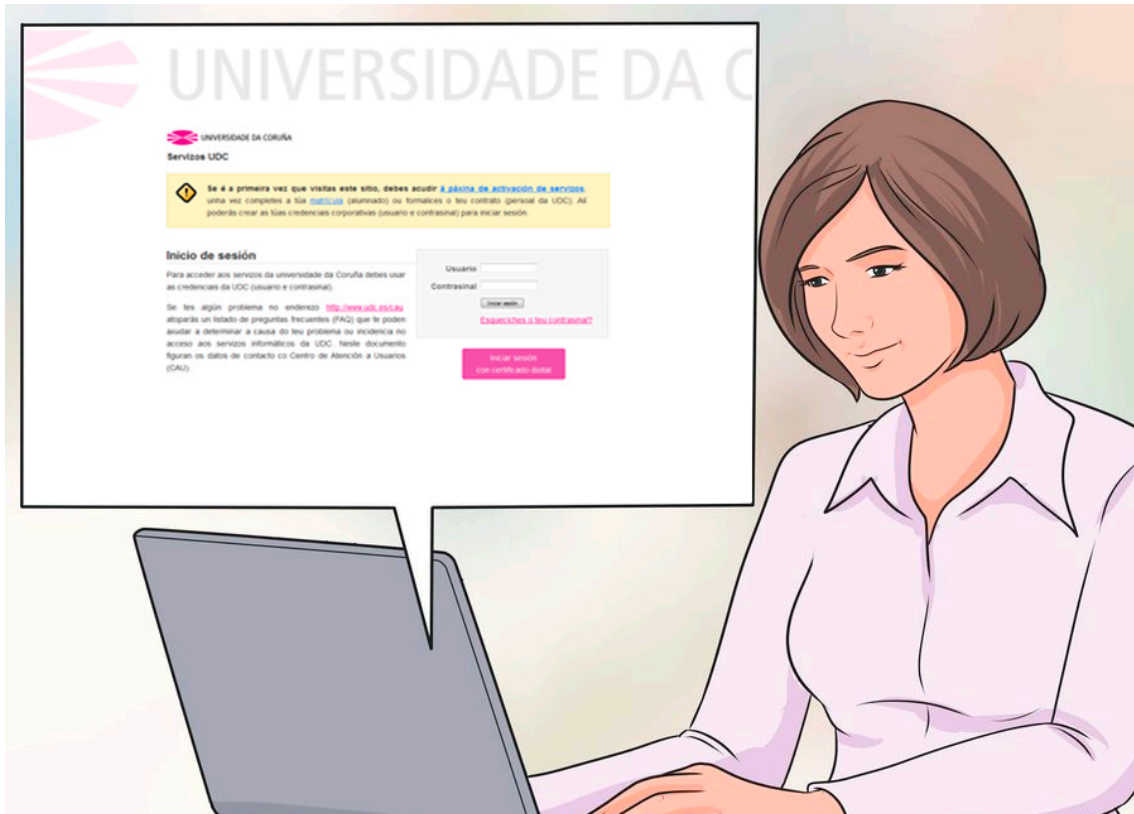 UNIVERSIDADE DA C
UNIVERSIDADE DA CORUÑA
Servizos UDC
Se é a primeira vez que visitas este sitio, debes acudir á páxina de activación de servizos,
unha vez completes a túa matrícula (alumnado) ou formalices o teu contrato (persoal da UDC). Alí
poderás crear as túas credenciais corporativas (usuario e contrasinal) para iniciar sesión.
Inicio de sesión
Para acceder aos servizos da universidade da Coruña debes usar
as credenciais da UDC (usuario e contrasinal).
Se tes algún problema no enderezo http://www.udc.es/cau
atoparás un listado de preguntas frecuentes (FAQ) que te poden
axudar a determinar a causa do teu problema ou incidencia no
acceso aos servizos informáticos da UDC. Neste documento
figuran os datos de contacto co Centro de Atención a Usuarios
(CAU).
Usuario
Contrasinal
Iniciar sesión
Esqueciches o teu contrasinal?
Iniciar sesión
con certificado dixital